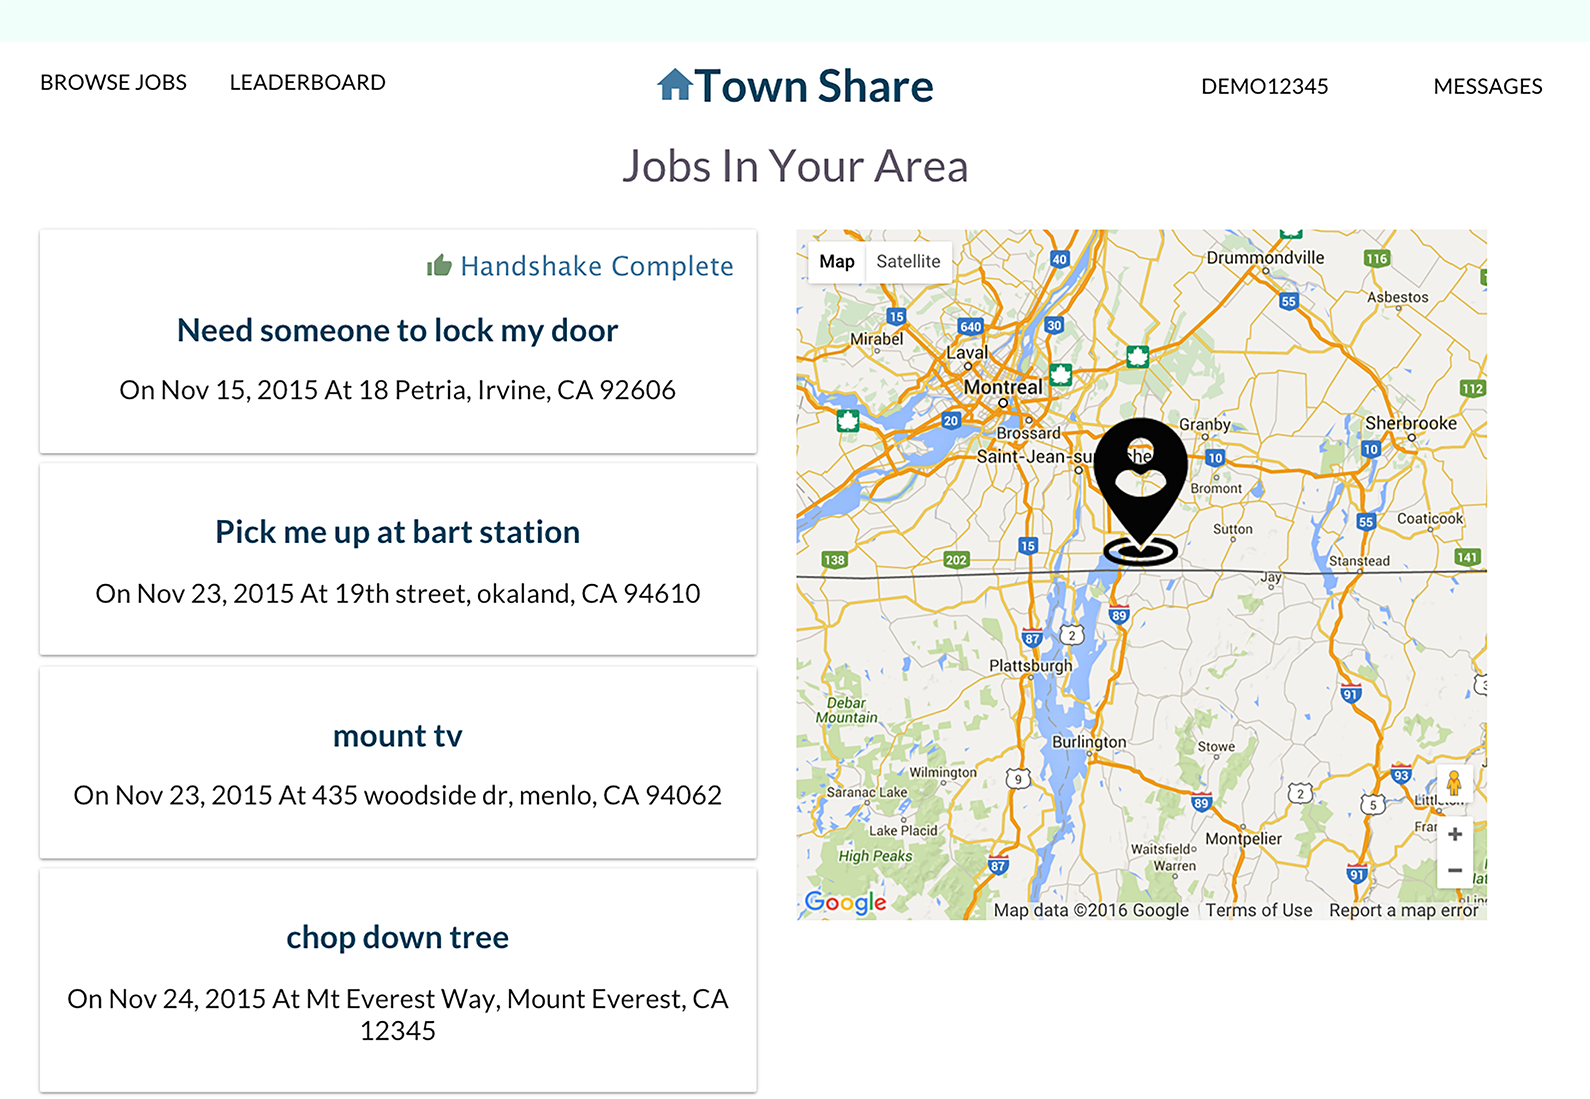 BROWSE JOBS
LEADERBOARD
Town Share
DEMO12345
MESSAGES
Jobs In Your Area
Handshake Complete
Need someone to lock my door
On Nov 15, 2015 At 18 Petria, Irvine, CA 92606
Pick me up at bart station
On Nov 23, 2015 At 19th street, okaland, CA 94610
mount tv
On Nov 23, 2015 At 435 woodside dr, menlo, CA 94062
chop down tree
On Nov 24, 2015 At Mt Everest Way, Mount Everest, CA
12345
Map
Satellite
40
Drummondville
116
55
Asbestos
15
640
30
Mirabel
Laval
Montreal
112
20
Brossard
Granby
Sherbrooke
10
10
Bromont
55
Coaticook
Sutton
15
138
202
141
Stanstead
Jay
89
87
2
Plattsburgh
91
Debar
Mountain
Burlington
Stowe
Wilmington
9
93
Saranac Lake
89
2
5
Lake Placid
Montpelier
High Peaks
Waitsfield
Warren
87
91
Google
Map data ©2016 Google
Terms of Use
Report a map error